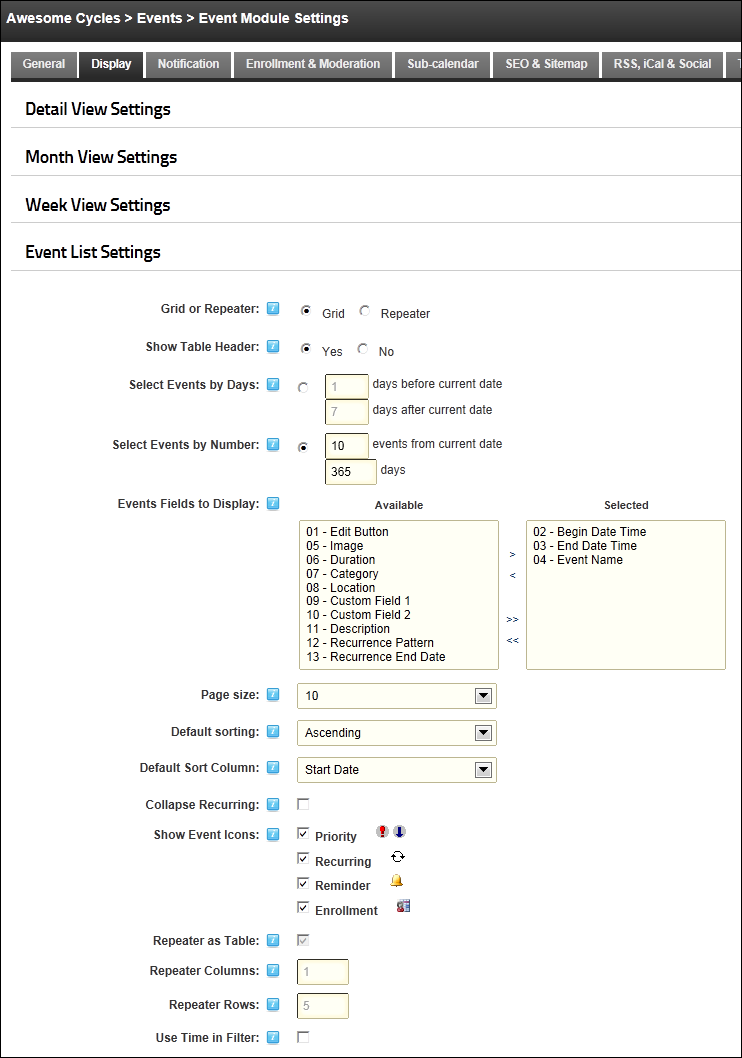 Awesome Cycles > Events > Event Module Settings
General Display Notification Enrollment & Moderation Sub-calendar SEO & Sitemap RSS, iCal & Social
Detail View Settings
Month View Settings
Week View Settings
Event List Settings
Grid or Repeater: Grid Repeater
Show Table Header: Yes No
Select Events by Days: 1 days before current date
7 days after current date
Select Events by Number: 10 events from current date
365 days
Events Fields to Display: Available Selected
01 - Edit Button
05 - Image
06 - Duration
07 - Category
08 - Location
09 - Custom Field 1
10 - Custom Field 2
11 - Description
12 - Recurrence Pattern
13 - Recurrence End Date
>
<
>>
<<
02 - Begin Date Time
03 - End Date Time
04 - Event Name
Page size: 10
Default sorting: Ascending
Default Sort Column: Start Date
Collapse Recurring:
Show Event Icons: Priority
Recurring
Reminder
Enrollment
Repeater as Table:
Repeater Columns: 1
Repeater Rows: 5
Use Time in Filter: